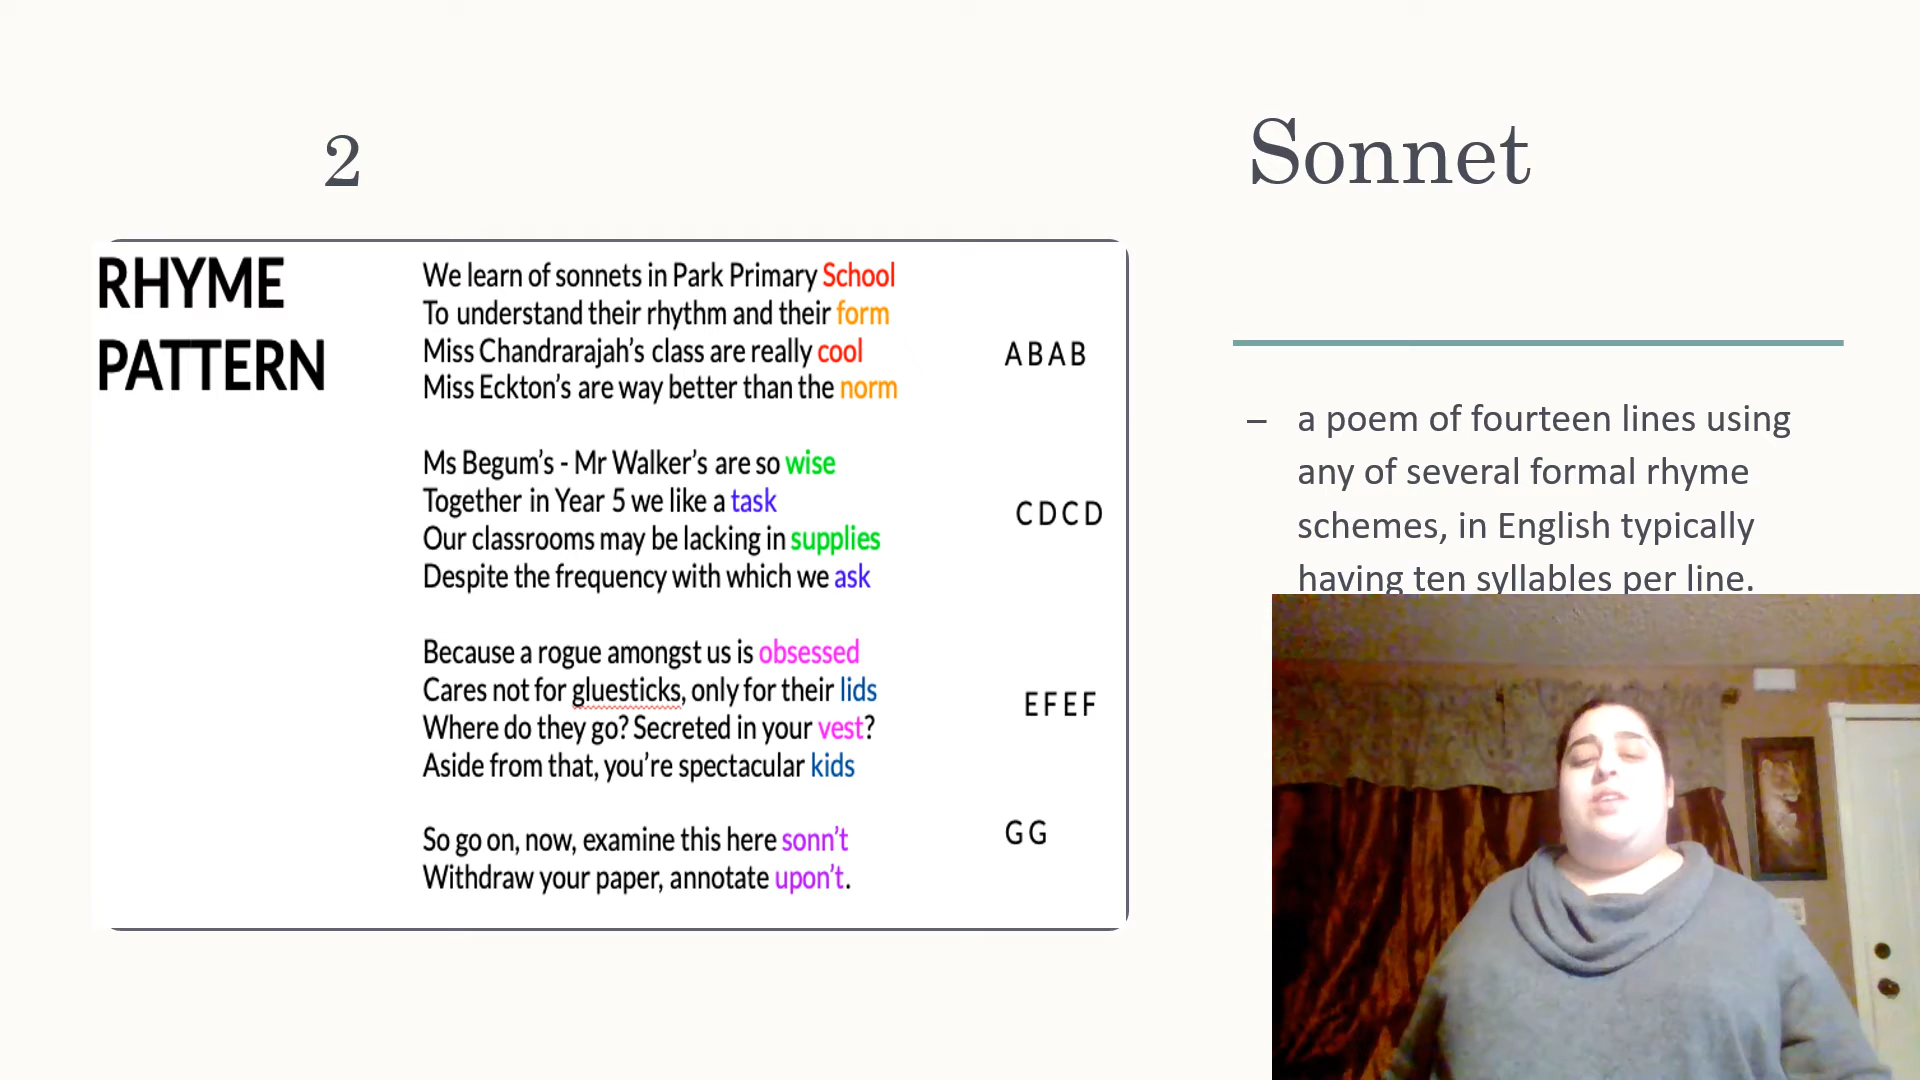 2
RHYME
PATTERN
We learn of sonnets in Park Primary School
To understand their rhythm and their form
Miss Chandrarajah's class are really cool
Miss Eckton's are way better than the norm
ABAB
Ms Begum's - Mr Walker's are so wise
Together in Year 5 we like a task
Our classrooms may be lacking in supplies
Despite the frequency with which we ask
CDCD
Because a rogue amongst us is obsessed
Cares not for gluesticks, only for their lids
Where do they go? Secreted in your vest?
Aside from that, you're spectacular kids
EFEF
So go on, now, examine this here sonn't
Withdraw your paper, annotate upon't.
GG
Sonnet
– a poem of fourteen lines using
any of several formal rhyme
schemes, in English typically
having ten syllables per line.